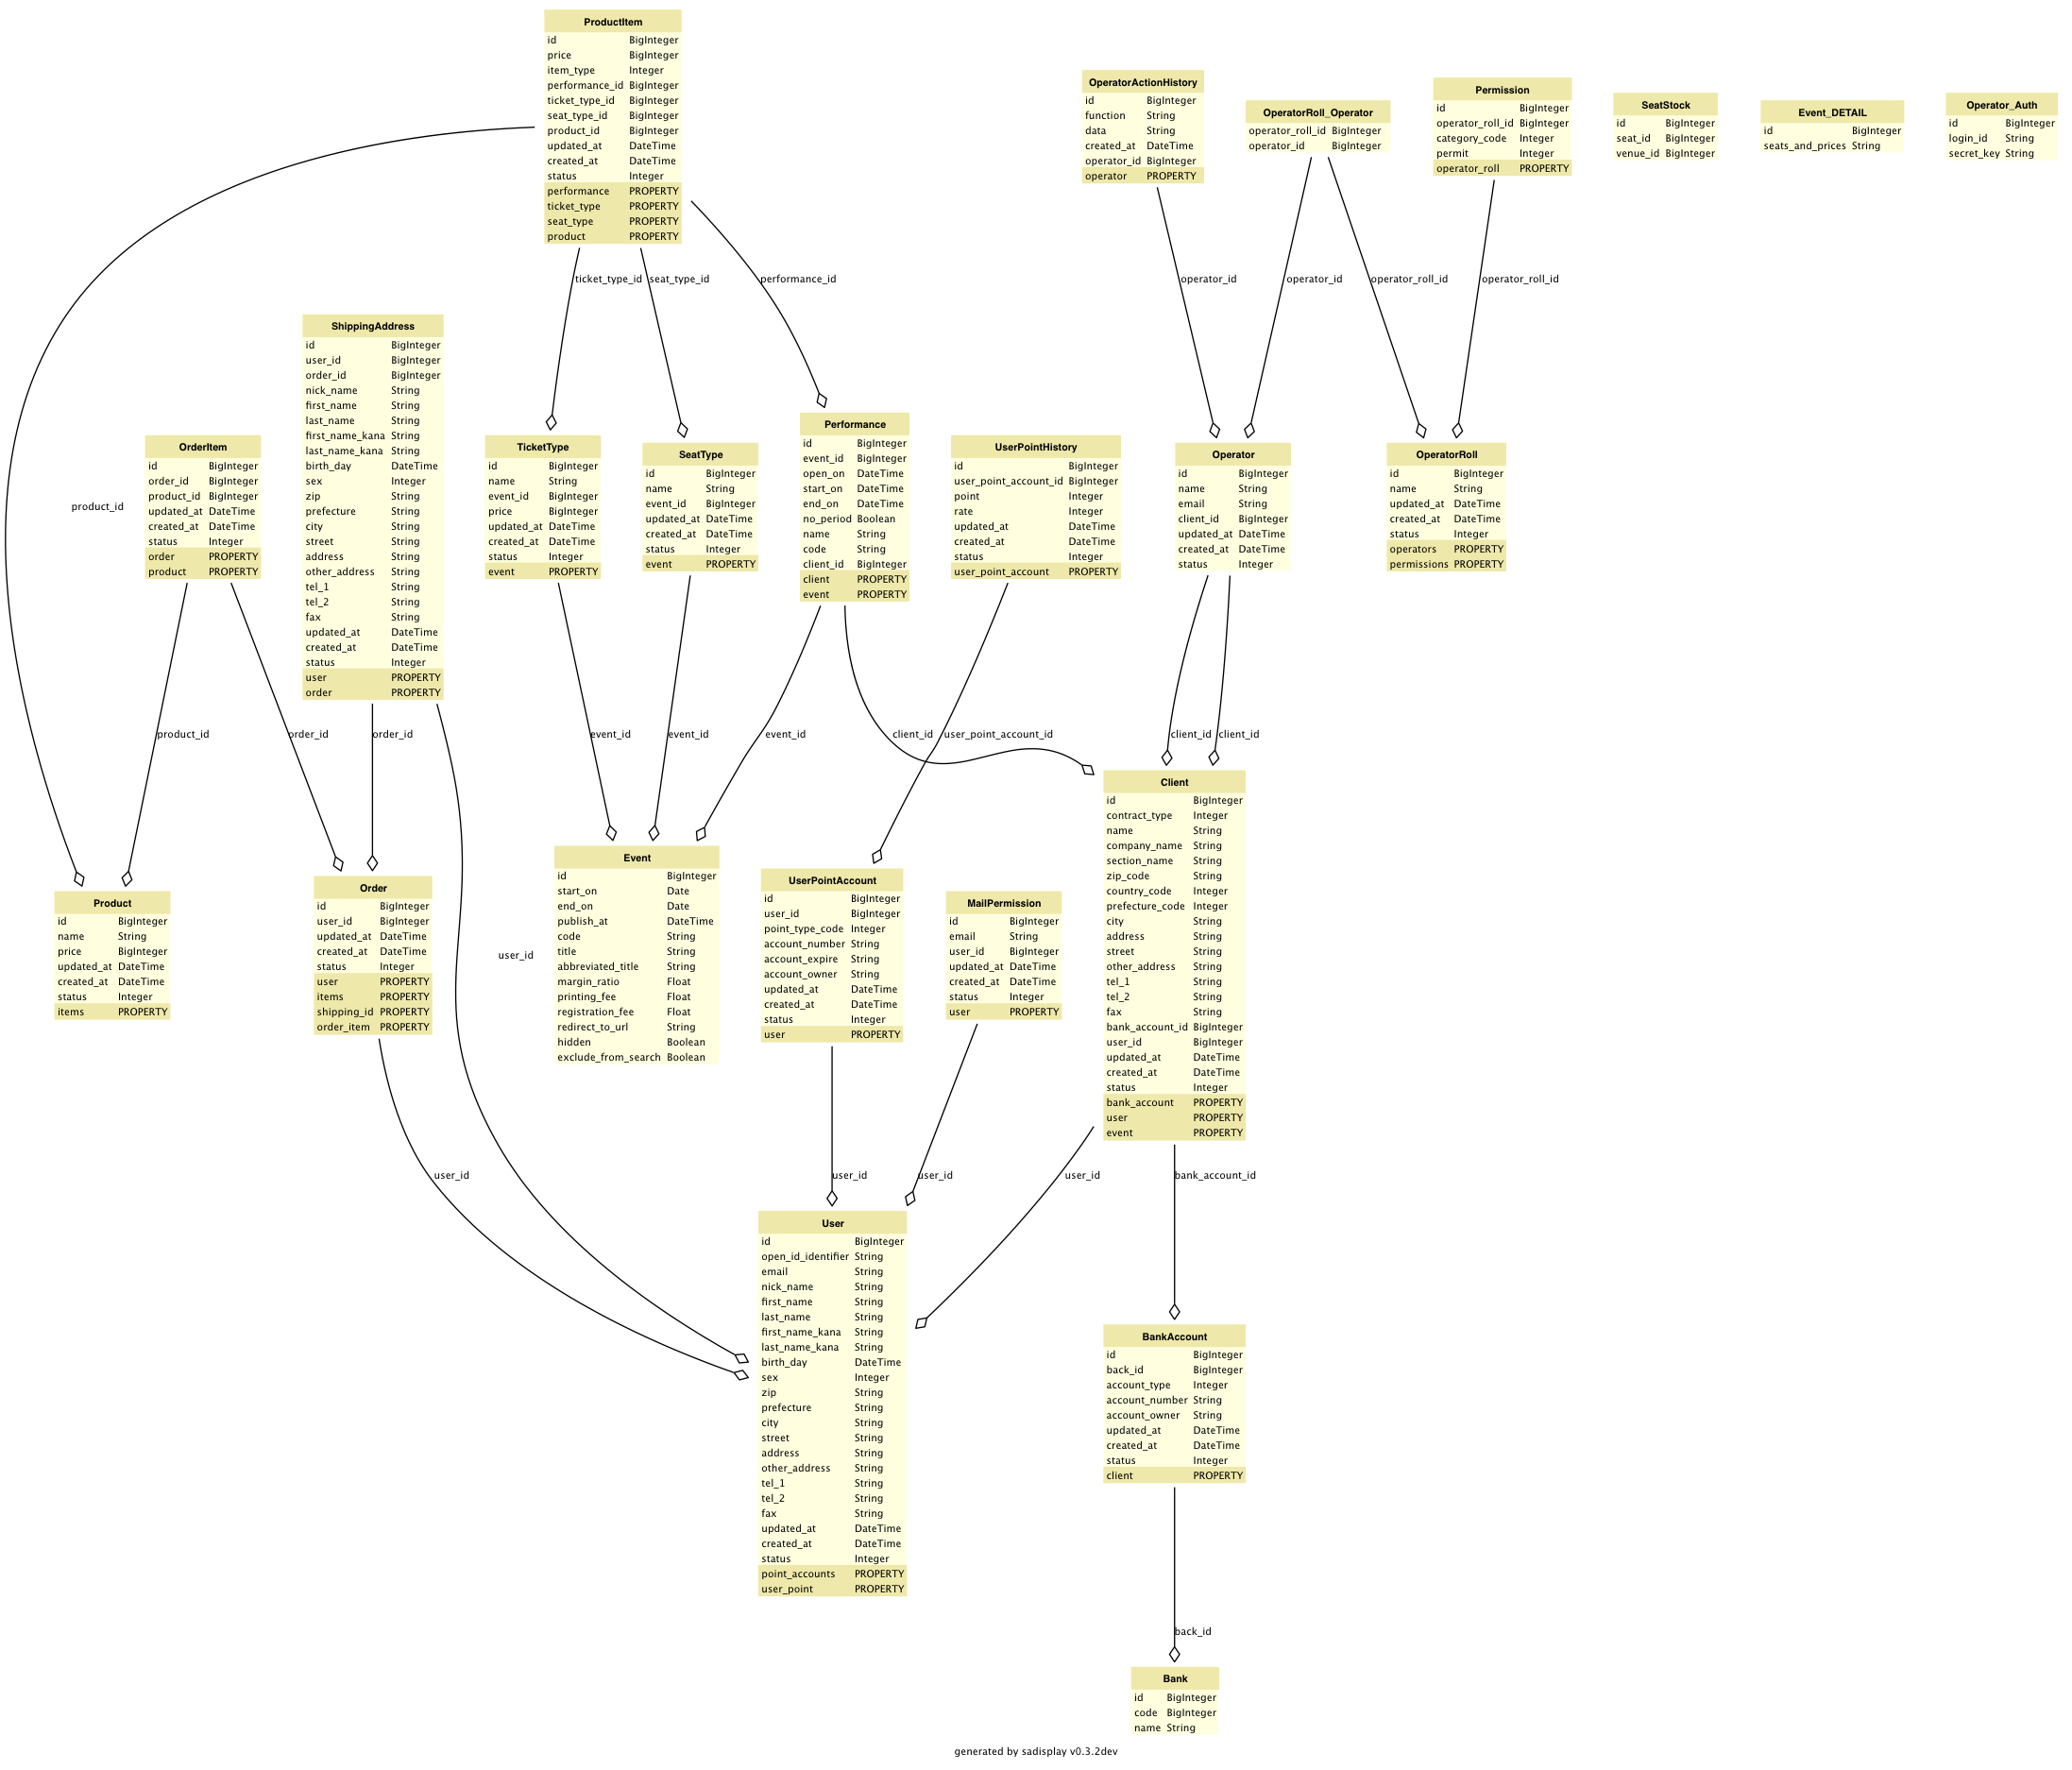 ProductItem
id BigInteger
price BigInteger
item_type Integer
performance_id BigInteger
ticket_type_id BigInteger
seat_type_id BigInteger
product_id BigInteger
updated_at DateTime
created_at DateTime
status Integer
performance PROPERTY
ticket_type PROPERTY
seat_type PROPERTY
product PROPERTY
OperatorActionHistory
id BigInteger
function String
data String
created_at DateTime
operator_id BigInteger
operator PROPERTY
OperatorRoll_Operator
operator_roll_id BigInteger
operator_id BigInteger
Permission
id BigInteger
operator_roll_id BigInteger
category_code Integer
permit Integer
operator_roll PROPERTY
SeatStock
id BigInteger
seat_id BigInteger
venue_id BigInteger
Event_DETAIL
id BigInteger
seats_and_prices String
Operator_Auth
id BigInteger
login_id String
secret_key String
ticket_type_id
seat_type_id
performance_id
operator_id
operator_id
operator_roll_id
operator_roll_id
ShippingAddress
id BigInteger
user_id BigInteger
order_id BigInteger
nick_name String
first_name String
last_name String
first_name_kana String
last_name_kana String
birth_day DateTime
sex Integer
zip String
prefecture String
city String
street String
address String
other_address String
tel_1 String
tel_2 String
fax String
updated_at DateTime
created_at DateTime
status Integer
user PROPERTY
order PROPERTY
product_id
OrderItem
id BigInteger
order_id BigInteger
product_id BigInteger
updated_at DateTime
created_at DateTime
status Integer
order PROPERTY
product PROPERTY
TicketType
id BigInteger
name String
event_id BigInteger
price BigInteger
updated_at DateTime
created_at DateTime
status Integer
event PROPERTY
SeatType
id BigInteger
name String
event_id BigInteger
updated_at DateTime
created_at DateTime
status Integer
event PROPERTY
Performance
id BigInteger
event_id BigInteger
open_on DateTime
start_on DateTime
end_on DateTime
no_period Boolean
name String
code String
client_id BigInteger
client PROPERTY
event PROPERTY
UserPointHistory
id BigInteger
user_point_account_id BigInteger
point Integer
rate Integer
updated_at DateTime
created_at DateTime
status Integer
user_point_account PROPERTY
Operator
id BigInteger
name String
email String
client_id BigInteger
updated_at DateTime
created_at DateTime
status Integer
OperatorRoll
id BigInteger
name String
updated_at DateTime
created_at DateTime
status Integer
operators PROPERTY
permissions PROPERTY
product_id
order_id
order_id
event_id
event_id
event_id
client_id
user_point_account_id
client_id
client_id
Product
id BigInteger
name String
price BigInteger
updated_at DateTime
created_at DateTime
status Integer
items PROPERTY
Order
id BigInteger
user_id BigInteger
updated_at DateTime
created_at DateTime
status Integer
user PROPERTY
items PROPERTY
shipping_id PROPERTY
order_item PROPERTY
user_id
Event
id BigInteger
start_on Date
end_on Date
publish_at DateTime
code String
title String
abbreviated_title String
margin_ratio Float
printing_fee Float
registration_fee Float
redirect_to_url String
hidden Boolean
exclude_from_search Boolean
UserPointAccount
id BigInteger
user_id BigInteger
point_type_code Integer
account_number String
account_expire String
account_owner String
updated_at DateTime
created_at DateTime
status Integer
user PROPERTY
MailPermission
id BigInteger
email String
user_id BigInteger
updated_at DateTime
created_at DateTime
status Integer
user PROPERTY
Client
id BigInteger
contract_type Integer
name String
company_name String
section_name String
zip_code String
country_code Integer
prefecture_code Integer
city String
address String
street String
other_address String
tel_1 String
tel_2 String
fax String
bank_account_id BigInteger
user_id BigInteger
updated_at DateTime
created_at DateTime
status Integer
bank_account PROPERTY
user PROPERTY
event PROPERTY
user_id
user_id
user_id
user_id
bank_account_id
User
id BigInteger
open_id_identifier String
email String
nick_name String
first_name String
last_name String
first_name_kana String
last_name_kana String
birth_day DateTime
sex Integer
zip String
prefecture String
city String
street String
address String
other_address String
tel_1 String
tel_2 String
fax String
updated_at DateTime
created_at DateTime
status Integer
point_accounts PROPERTY
user_point PROPERTY
BankAccount
id BigInteger
back_id BigInteger
account_type Integer
account_number String
account_owner String
updated_at DateTime
created_at DateTime
status Integer
client PROPERTY
back_id
Bank
id BigInteger
code BigInteger
name String
generated by sadisplay v0.3.2dev